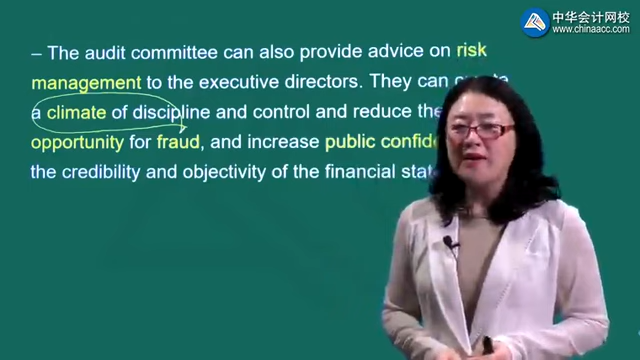 中华会计网校
www.chinaacc.com
– The audit committee can also provide advice on risk
management to the executive directors. They can
a climate of discipline and control and reduce the
opportunity for fraud, and increase public
the credibility and objectivity of the financial